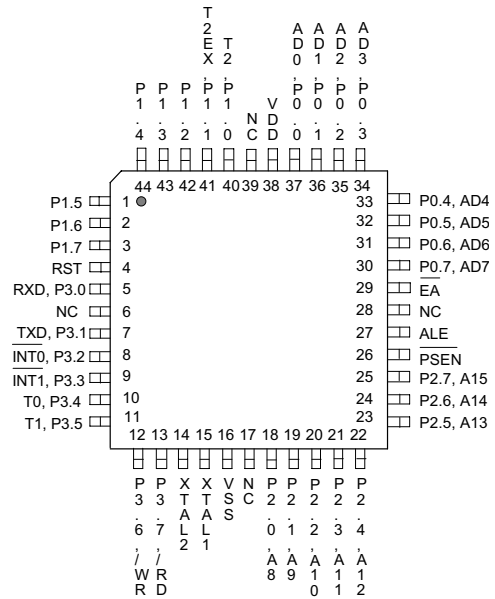 T2EX,P1.1
T2,P1.0
AD0,P0.0
AD1,P0.1
AD2,P0.2
AD3,P0.3
P1.4
P1.3
P1.2
NC
VDD
44 43 42 41 40 39 38 37 36 35 34
P1.5 1
P1.6 2
P1.7 3
RST 4
RXD, P3.0 5
NC 6
TXD, P3.1 7
INT0, P3.2 8
INT1, P3.3 9
T0, P3.4 10
T1, P3.5 11
33 P0.4, AD4
32 P0.5, AD5
31 P0.6, AD6
30 P0.7, AD7
29 EA
28 NC
27 ALE
26 PSEN
25 P2.7, A15
24 P2.6, A14
23 P2.5, A13
12 13 14 15 16 17 18 19 20 21 22
P3.6,/WR
P3.7,/RD
XTAL2
XTAL1
VSS
NC
P2.0,A8
P2.1,A9
P2.2,A10
P2.3,A11
P2.4,A12